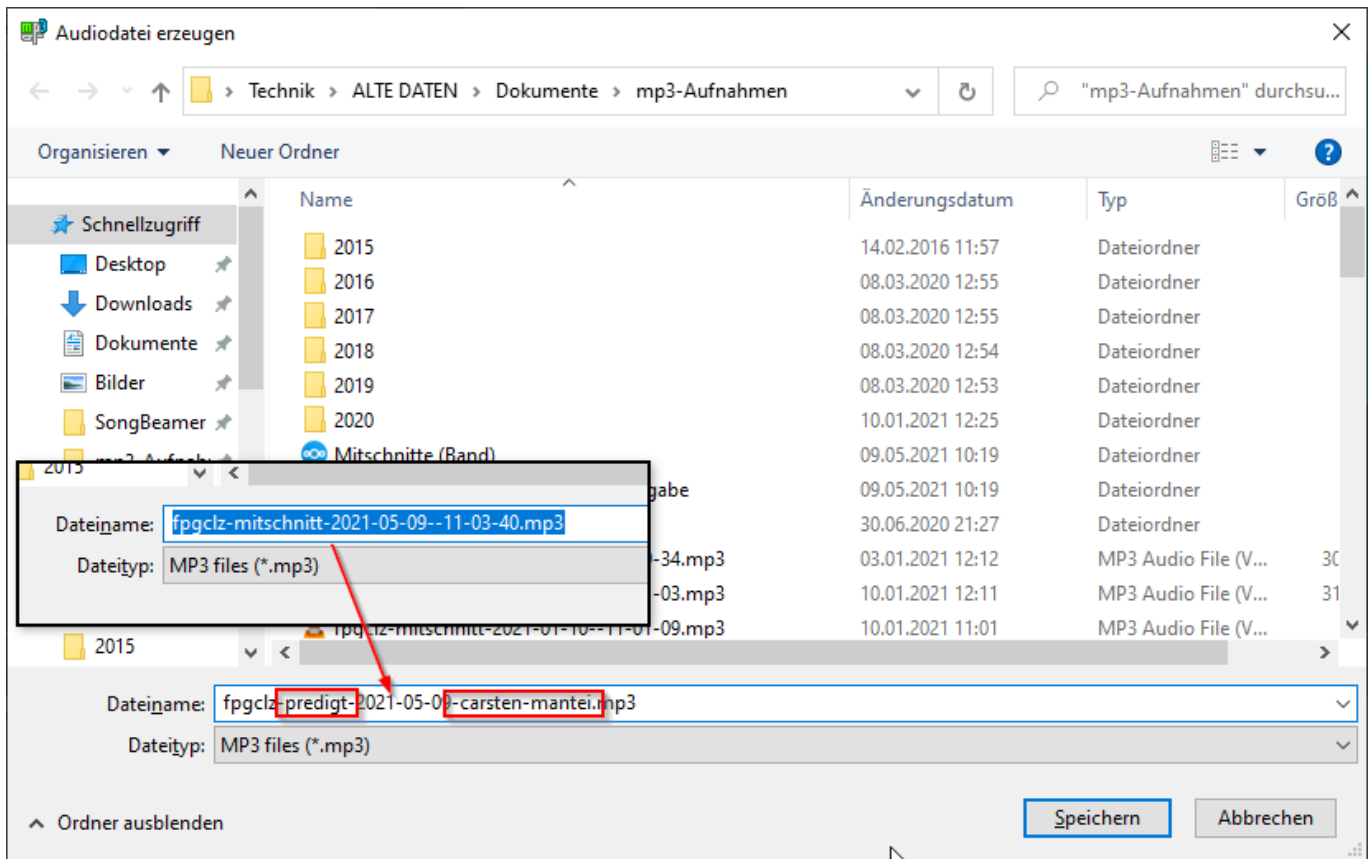 Audiodatei erzeugen
Technik › ALTE DATEN › Dokumente › mp3-Aufnahmen
"mp3-Aufnahmen" durchsu...
Organisieren
Neuer Ordner
Name Änderungsdatum Typ Größ
Schnellzugriff
Desktop
Downloads
Dokumente
Bilder
SongBeamer
2015 14.02.2016 11:57 Dateiordner
2016 08.03.2020 12:55 Dateiordner
2017 08.03.2020 12:55 Dateiordner
2018 08.03.2020 12:54 Dateiordner
2019 08.03.2020 12:53 Dateiordner
2020 10.01.2021 12:25 Dateiordner
Mitschnitte (Band) 09.05.2021 10:19 Dateiordner
gabe 09.05.2021 10:19 Dateiordner
30.06.2020 21:27 Dateiordner
-34.mp3 03.01.2021 12:12 MP3 Audio File (V... 30
-03.mp3 10.01.2021 12:11 MP3 Audio File (V... 31
fpgclz-mitschnitt-2021-01-10--11-01-09.mp3 10.01.2021 11:01 MP3 Audio File (V...
2015
Dateiname: fpgclz-mitschnitt-2021-05-09--11-03-40.mp3
Dateityp: MP3 files (*.mp3)
2015
Dateiname: fpgclz-predigt-2021-05-09-carsten-mantei.mp3
Dateityp: MP3 files (*.mp3)
Ordner ausblenden
Speichern
Abbrechen